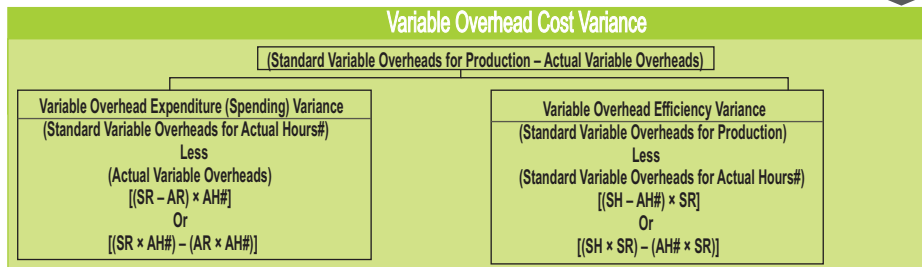 Variable Overhead Cost Variance
(Standard Variable Overheads for Production – Actual Variable Overheads)
Variable Overhead Expenditure (Spending) Variance
(Standard Variable Overheads for Actual Hours#)
Less
(Actual Variable Overheads)
[(SR – AR) × AH#]
Or
[(SR × AH#) – (AR × AH#)]
Variable Overhead Efficiency Variance
(Standard Variable Overheads for Production)
Less
(Standard Variable Overheads for Actual Hours#)
[(SH – AH#) × SR]
Or
[(SH × SR) – (AH# × SR)]